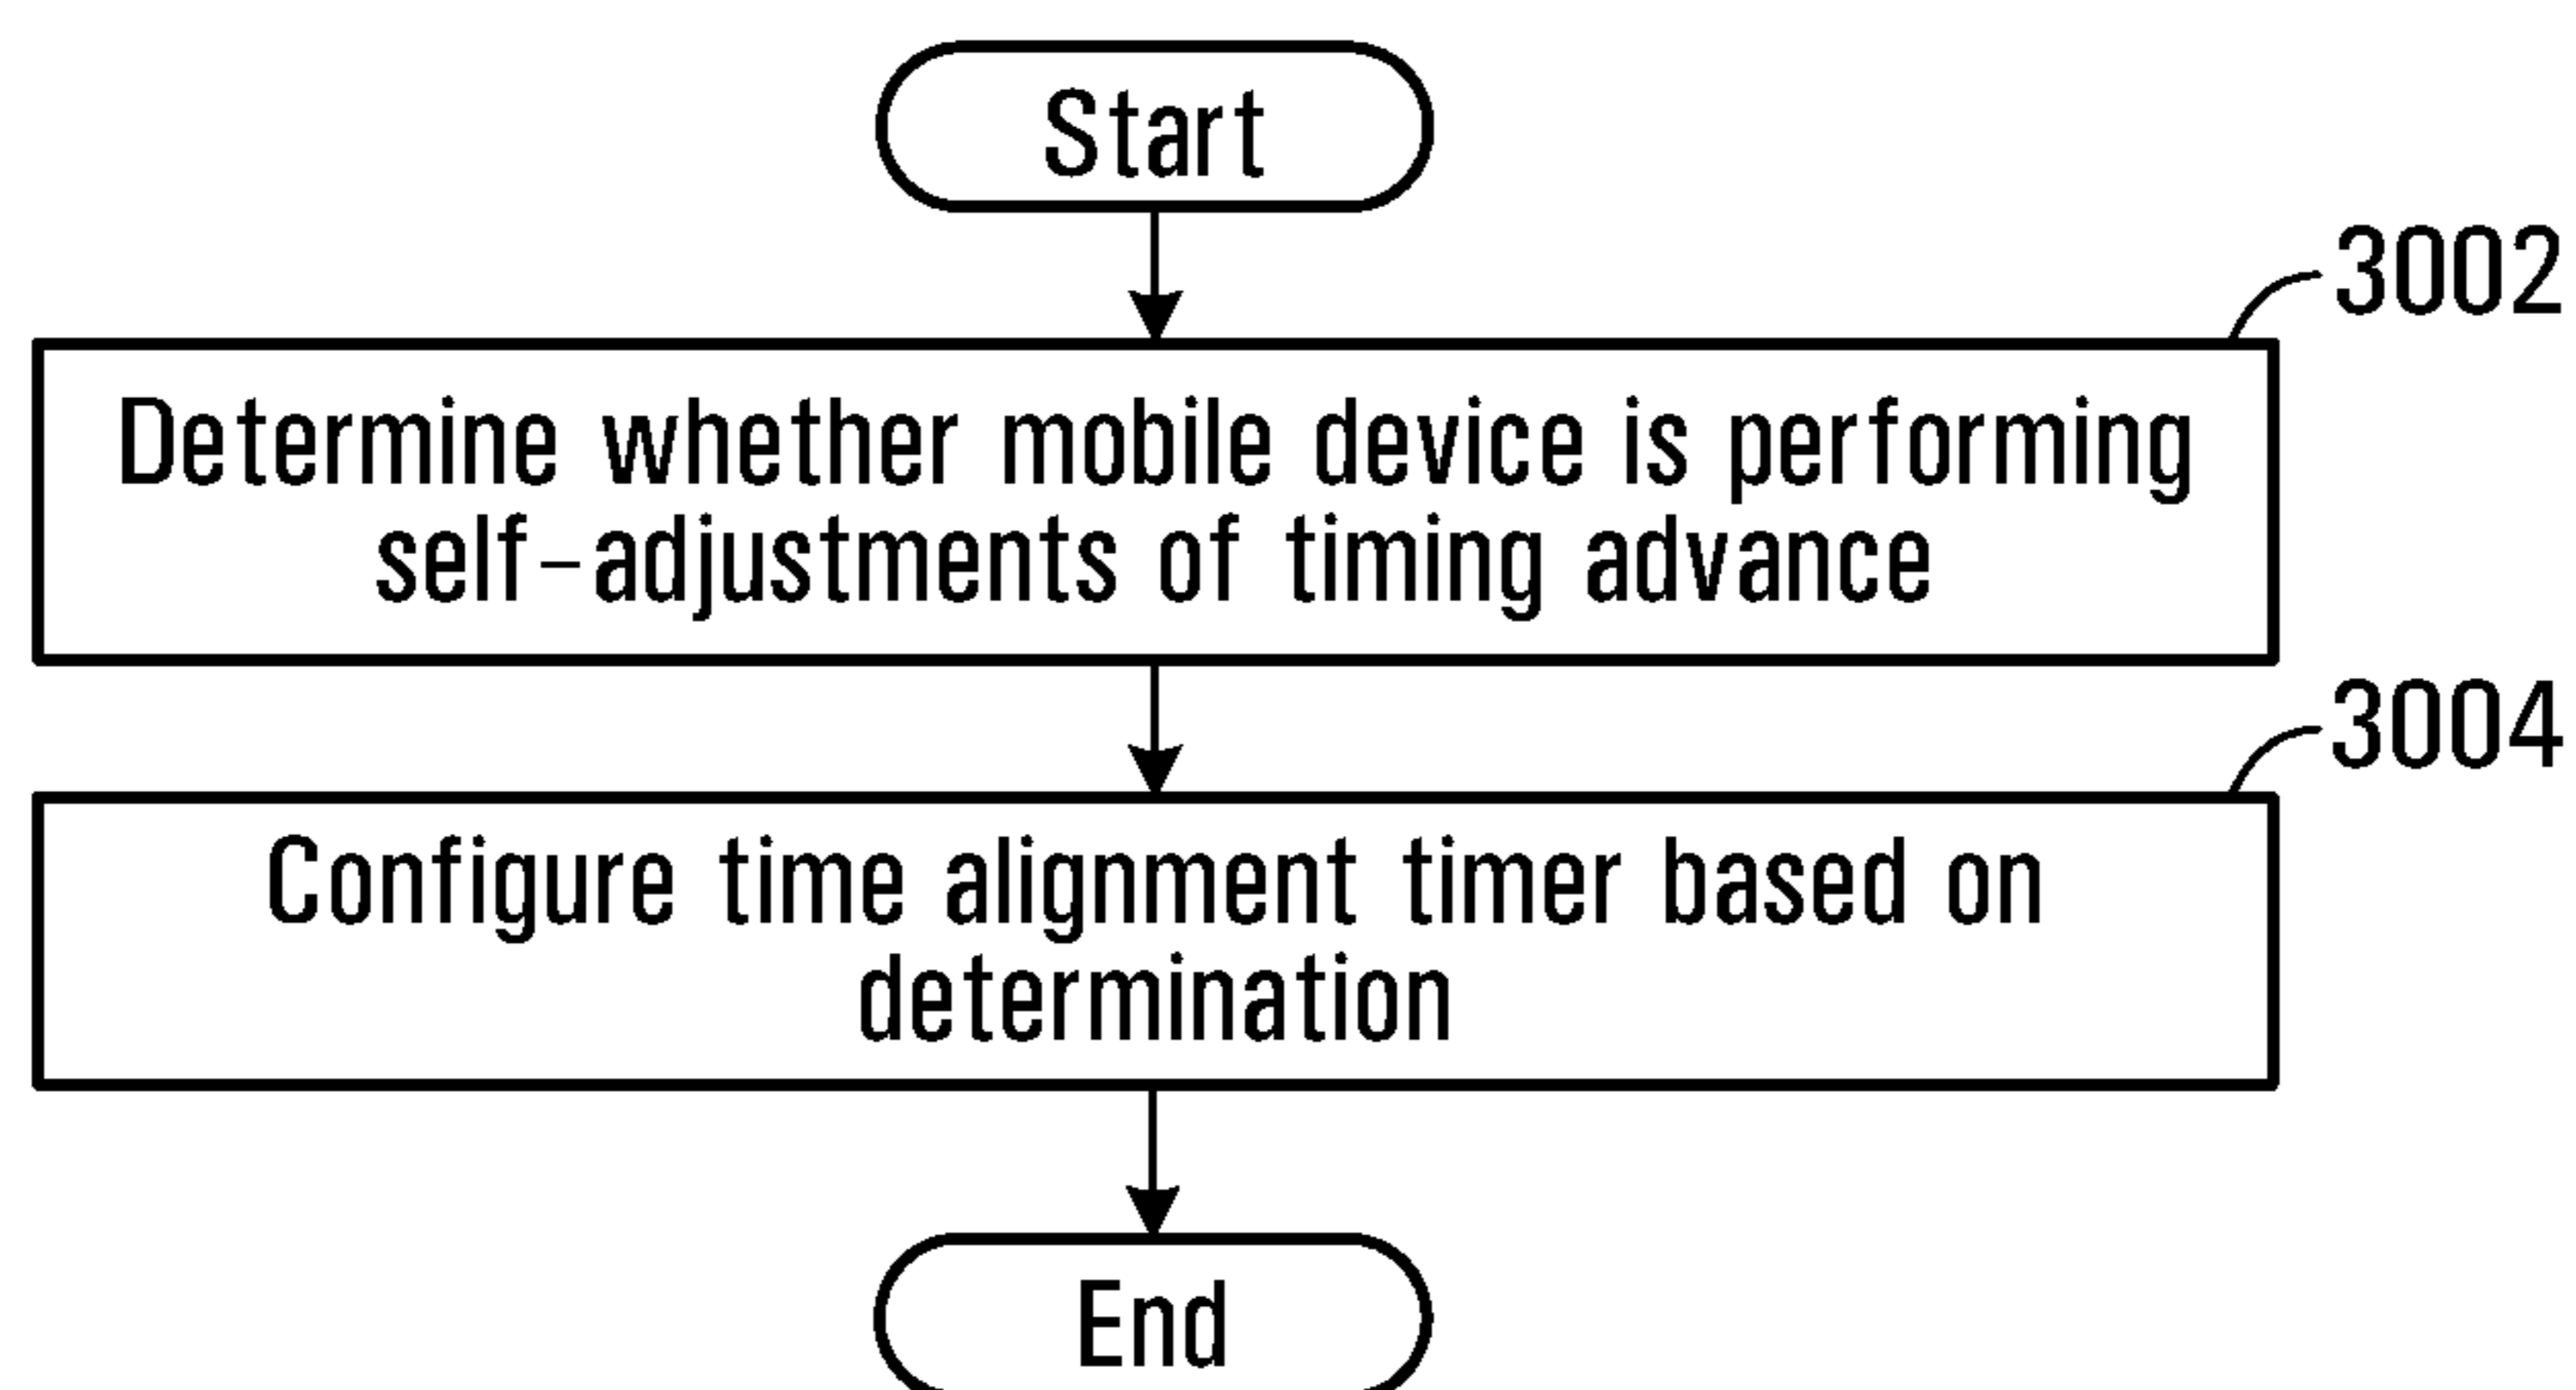 Start
3002
Determine whether mobile device is performing
self-adjustments of timing advance
3004
Configure time alignment timer based on
determination
End